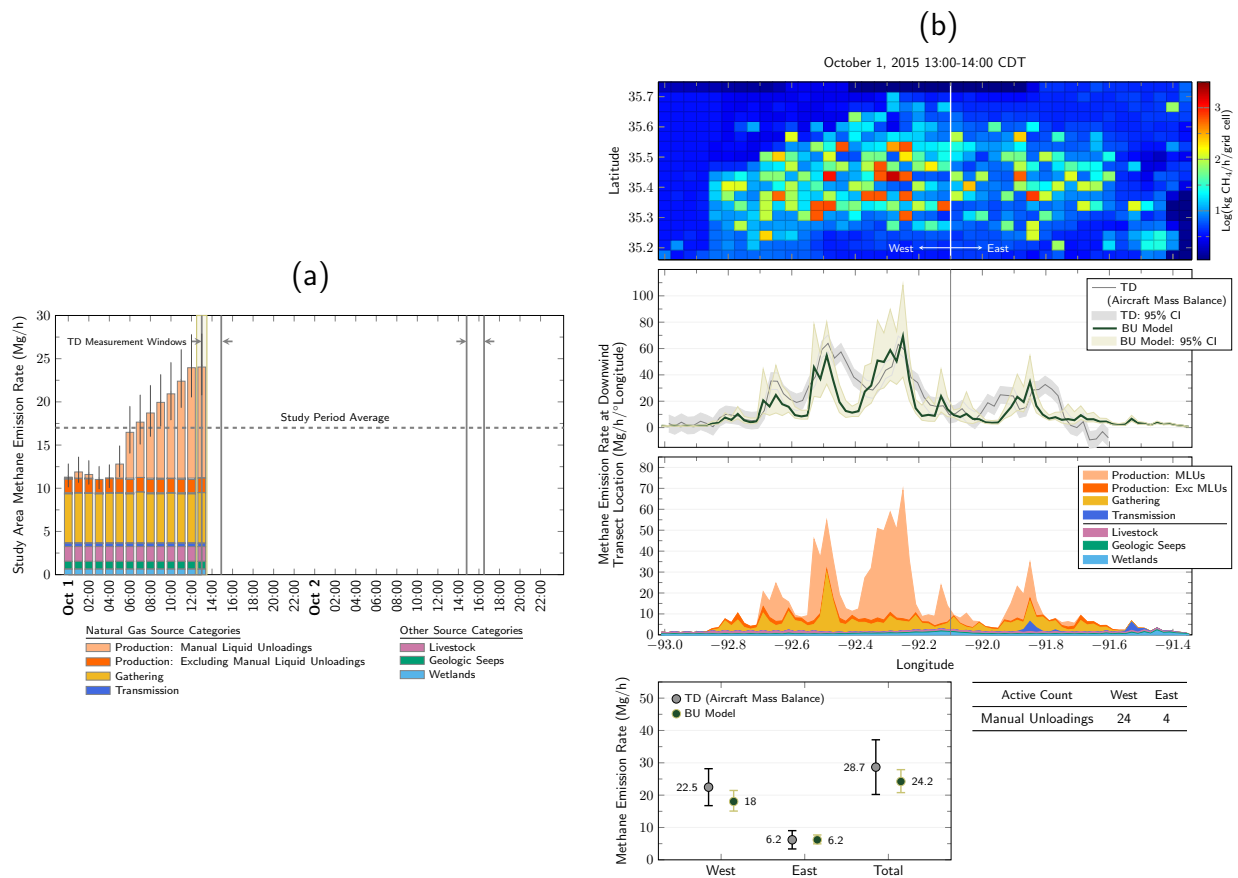 (a)
Study Area Methane Emission Rate (Mg/h)
30
25
20
15
10
5
0
TD Measurement Windows
Study Period Average
Oct 1
02:00
04:00
06:00
08:00
10:00
12:00
14:00
16:00
18:00
20:00
22:00
Oct 2
02:00
04:00
06:00
08:00
10:00
12:00
14:00
16:00
18:00
20:00
22:00
Natural Gas Source Categories
Production: Manual Liquid Unloadings
Production: Excluding Manual Liquid Unloadings
Gathering
Transmission
Other Source Categories
Livestock
Geologic Seeps
Wetlands
(b)
October 1, 2015 13:00-14:00 CDT
Latitude
35.7
35.6
35.5
35.4
35.3
35.2
West
East
3
2
1
Log(kg CH₄/h/grid cell)
Methane Emission Rate at Downwind
Transect Location (Mg/h/° Longitude)
100
80
60
40
20
0
TD
(Aircraft Mass Balance)
TD: 95% CI
BU Model
BU Model: 95% CI
85
80
70
60
50
40
30
20
10
0
Production: MLUs
Production: Exc MLUs
Gathering
Transmission
Livestock
Geologic Seeps
Wetlands
−93.0 −92.8 −92.6 −92.4 −92.2 −92.0 −91.8 −91.6 −91.4
Longitude
Methane Emission Rate (Mg/h)
50
40
30
20
10
0
TD (Aircraft Mass Balance)
BU Model
22.5
18
6.2
6.2
28.7
24.2
West East Total
Active Count West East
Manual Unloadings 24 4